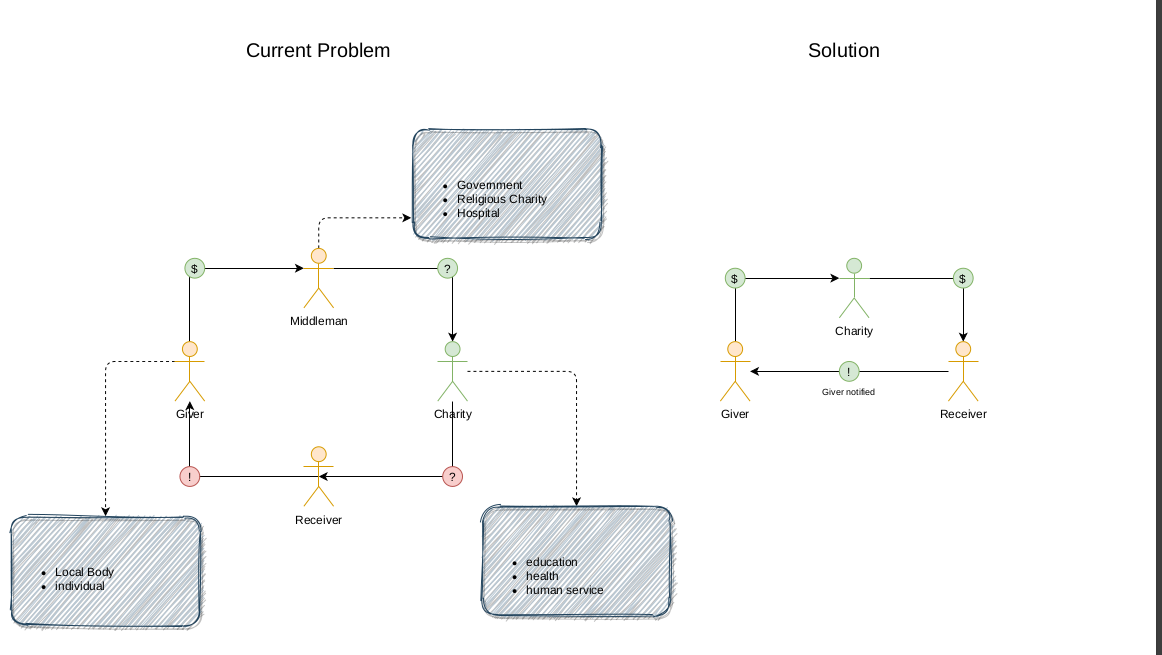 Current Problem
Solution
Government
Religious Charity
Hospital
$
?
Middleman
$
$
Charity
Giver
Charity
!
Giver notified
Giver
Receiver
!
?
Receiver
Local Body
individual
education
health
human service